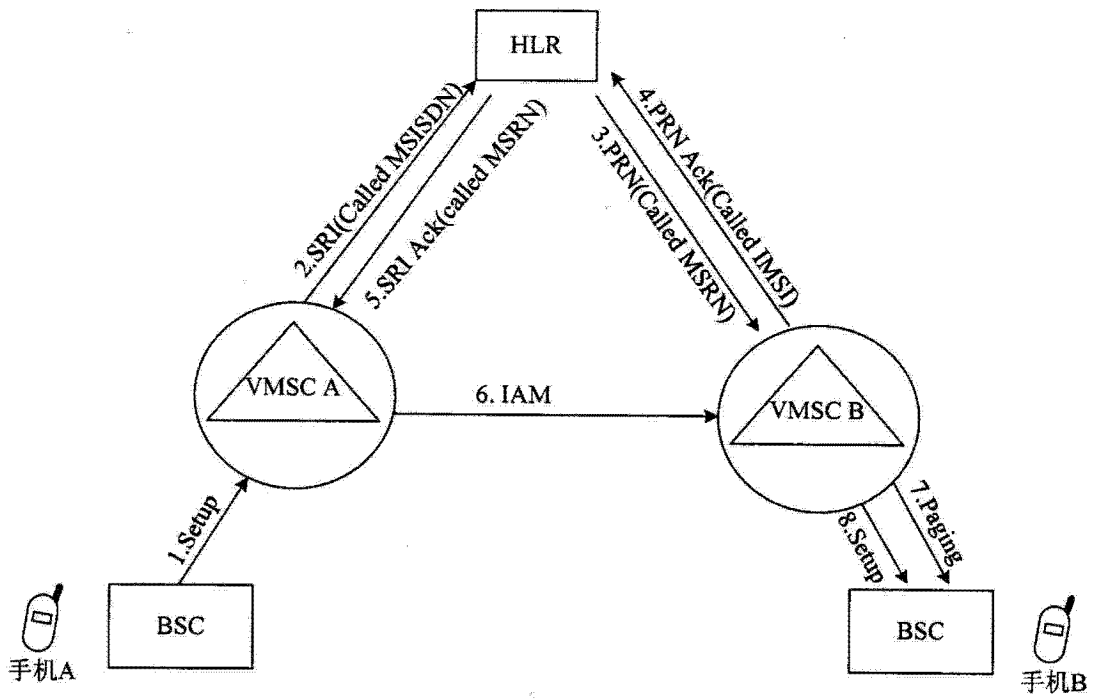 HLR
2.SRI(Called MSISDN)
5.SRI Ack(called MSRN)
3.PRN(Called MSRN)
4.PRN Ack(Called IMSI)
VMSC A
6. IAM
VMSC B
1.Setup
8.Setup
7.Paging
BSC
BSC
手机A
手机B